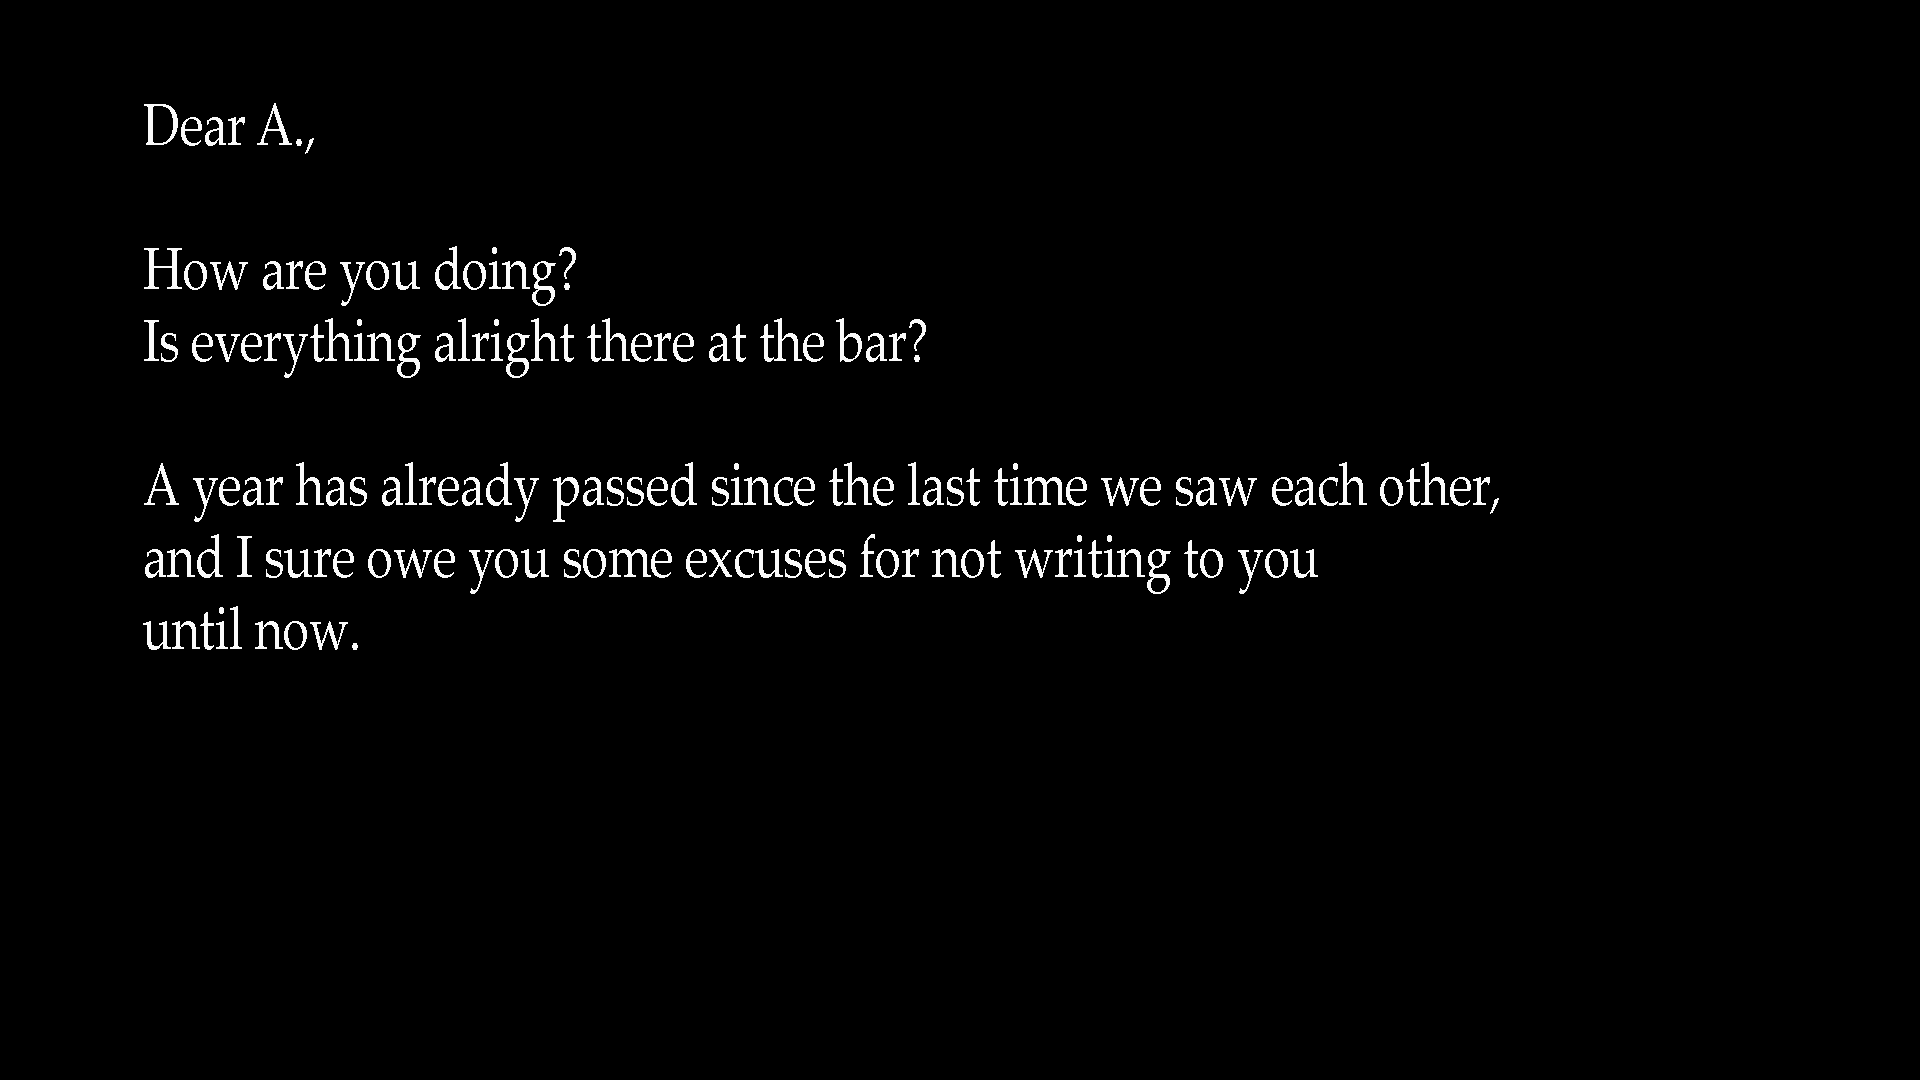 Dear A.,
How are you doing?
Is everything alright there at the bar?
A year has already passed since the last time we saw each other,
and I sure owe you some excuses for not writing to you
until now.